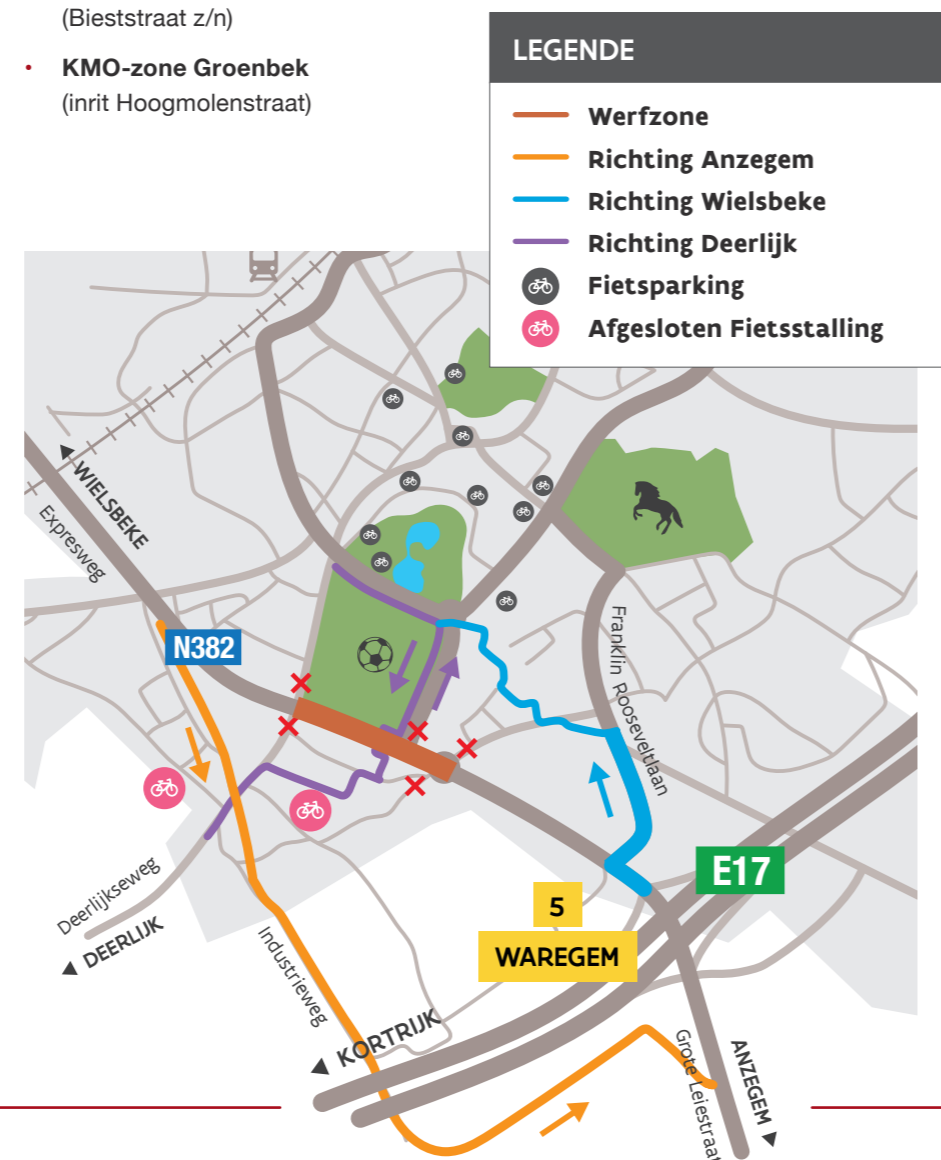 (Bieststraat z/n)
• KMO-zone Groenbek
(inrit Hoogmolenstraat)
LEGENDE
Werfzone
Richting Anzegem
Richting Wielsbeke
Richting Deerlijk
Fietsparking
Afgesloten Fietsstalling
◄ WIELSBEKE
Expresweg
N382
Franklin Rooseveltlaan
E17
5
WAREGEM
Deerlijkseweg
◄ DEERLIJK
Industrieweg
◄ KORTRIJK
Grote Leiestraat
ANZEGEM ►